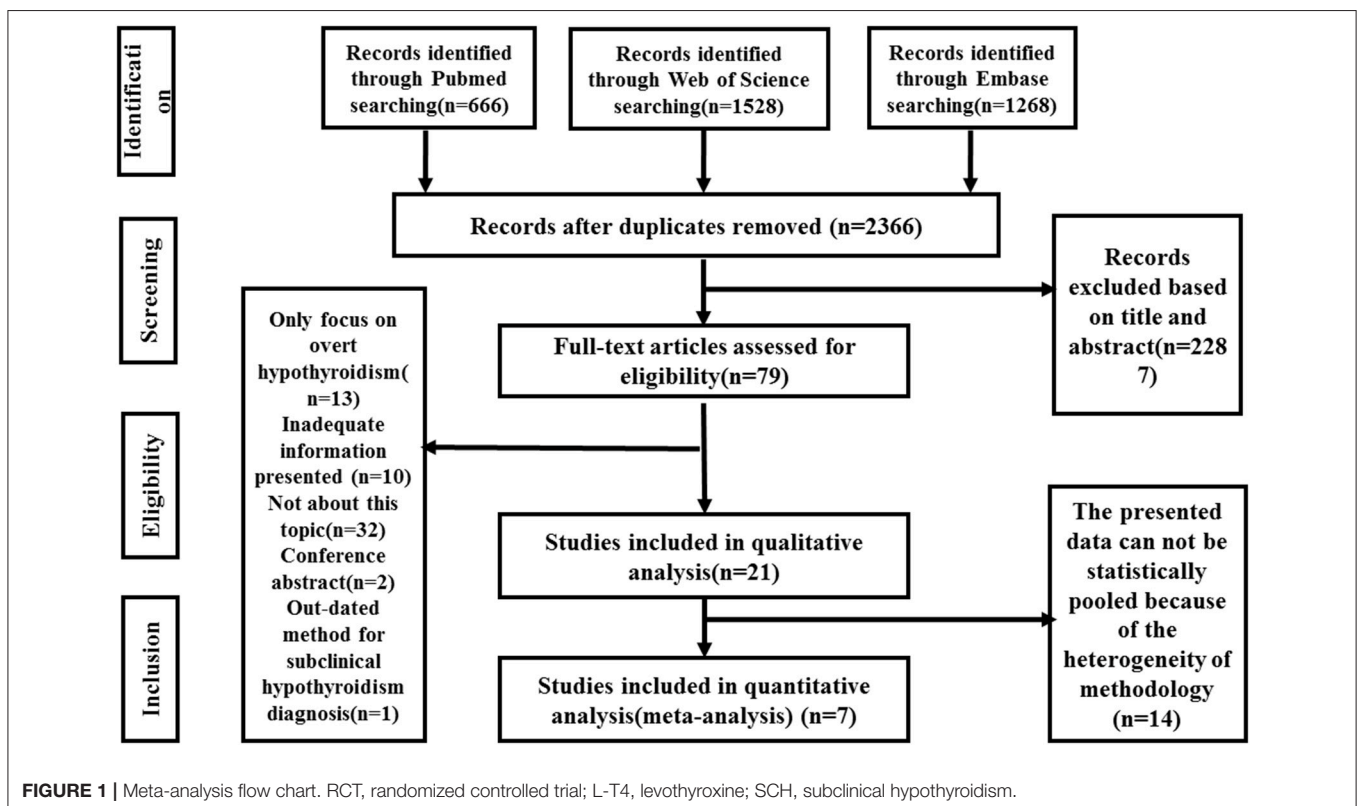 Identificati
on
Records identified
through Pubmed
searching(n=666)
Records identified
through Web of Science
searching(n=1528)
Records identified
through Embase
searching(n=1268)
Screening
Records after duplicates removed (n=2366)
Records
excluded based
on title and
abstract(n=228
7)
Full-text articles assessed for
eligibility(n=79)
Eligibility
Only focus on
overt
hypothyroidism(
n=13)
Inadequate
information
presented (n=10)
Not about this
topic(n=32)
Conference
abstract(n=2)
Out-dated
method for
subclinical
hypothyroidism
diagnosis(n=1)
Studies included in qualitative
analysis(n=21)
The presented
data can not be
statistically
pooled because
of the
heterogeneity of
methodology
(n=14)
Inclusion
Studies included in quantitative
analysis(meta-analysis) (n=7)
FIGURE 1 | Meta-analysis flow chart. RCT, randomized controlled trial; L-T4, levothyroxine; SCH, subclinical hypothyroidism.